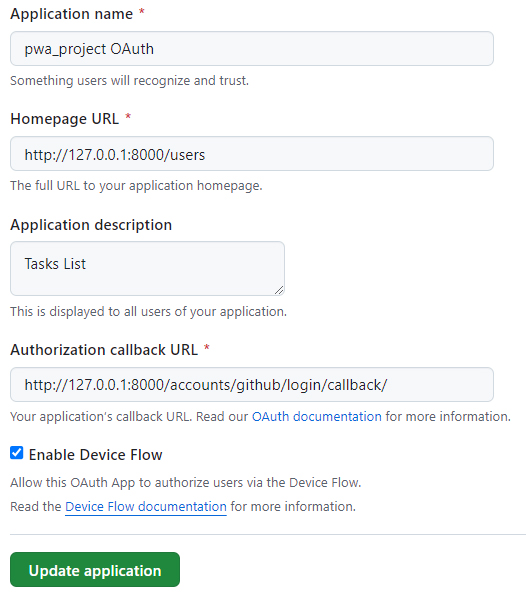 Application name *
pwa_project OAuth
Something users will recognize and trust.
Homepage URL *
http://127.0.0.1:8000/users
The full URL to your application homepage.
Application description
Tasks List
This is displayed to all users of your application.
Authorization callback URL *
http://127.0.0.1:8000/accounts/github/login/callback/
Your application's callback URL. Read our OAuth documentation for more information.
Enable Device Flow
Allow this OAuth App to authorize users via the Device Flow.
Read the Device Flow documentation for more information.
Update application